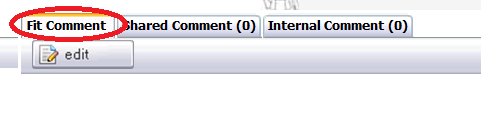 Fit Comment Shared Comment (0) Internal Comment (0)
edit